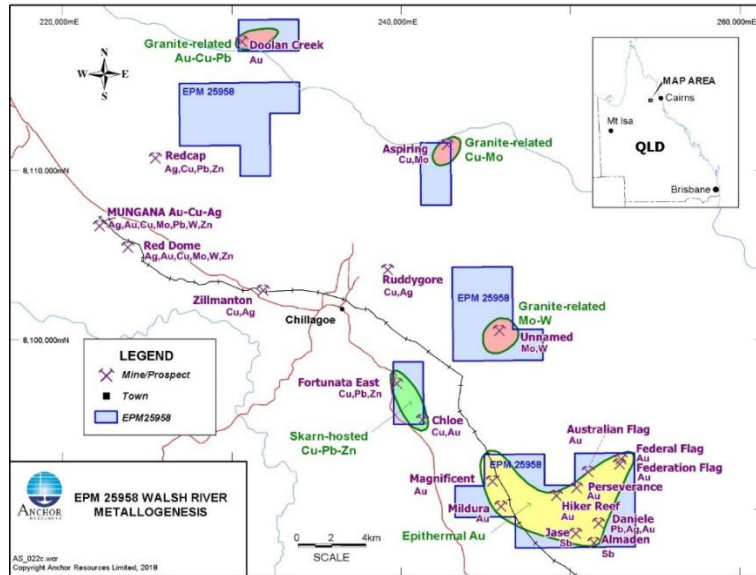 220,000mE
240,000mE
Granite-related
Au-Cu-Pb
Doolan Creek
Au
N
W
E
S
EPM 25958
MAP AREA
Cairns
Mt Isa
QLD
Brisbane
Redcap
Ag,Cu,Pb,Zn
Aspiring
Cu,Mo
Granite-related
Cu-Mo
8,110,000mN
MUNGANA Au-Cu-Ag
Ag,Au,Cu,Mo,Pb,W,Zn
Red Dome
Ag,Au,Cu,Mo,W,Zn
Zillmanton
Cu,Ag
Ruddygore
Cu,Ag
Chillagoe
EPM 25958
Granite-related
Mo-W
Unnamed
Mo,W
8,100,000mN
LEGEND
Mine/Prospect
Town
EPM25958
Fortunata East
Cu,Pb,Zn
Chloe
Cu,Au
Skarn-hosted
Cu-Pb-Zn
Australian Flag
Au
Federal Flag
Au
Federation Flag
Au
EPM 25958
Magnificent
Au
Perseverance
Au
Hiker Reef
Au
Mildura
Au
Daniele
Pb,Ag,Au
Epithermal Au
Jase
Sb
Almaden
Sb
ANCHOR
RESOURCES
EPM 25958 WALSH RIVER
METALLOGENESIS
0
2
4km
SCALE
AS_022c.wor
Copyright Anchor Resources Limited, 2018